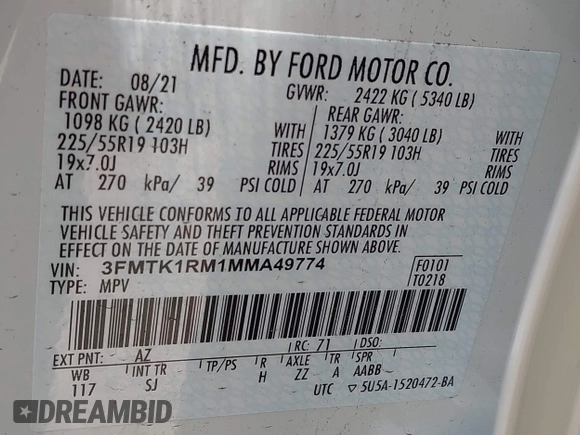 MFD. BY FORD MOTOR CO.
DATE: 08/21 GVWR: 2422 KG ( 5340 LB)
FRONT GAWR: REAR GAWR:
1098 KG ( 2420 LB) WITH 1379 KG ( 3040 LB) WITH
225/55R19 103H TIRES 225/55R19 103H TIRES
19x7.0J RIMS 19x7.0J RIMS
AT 270 kPa/ 39 PSI COLD AT 270 kPa/ 39 PSI COLD
THIS VEHICLE CONFORMS TO ALL APPLICABLE FEDERAL MOTOR
VEHICLE SAFETY AND THEFT PREVENTION STANDARDS IN
EFFECT ON THE DATE OF MANUFACTURE SHOWN ABOVE.
VIN: 3FMTK1RM1MMA49774 F0101
TYPE: MPV T0218
EXT PNT: AZ RC: 71 DSO:
WB INT TR TP/PS R AXLE TR SPR
117 SJ H ZZ A AABB
UTC 5U5A-1520472-BA
DREAMBID